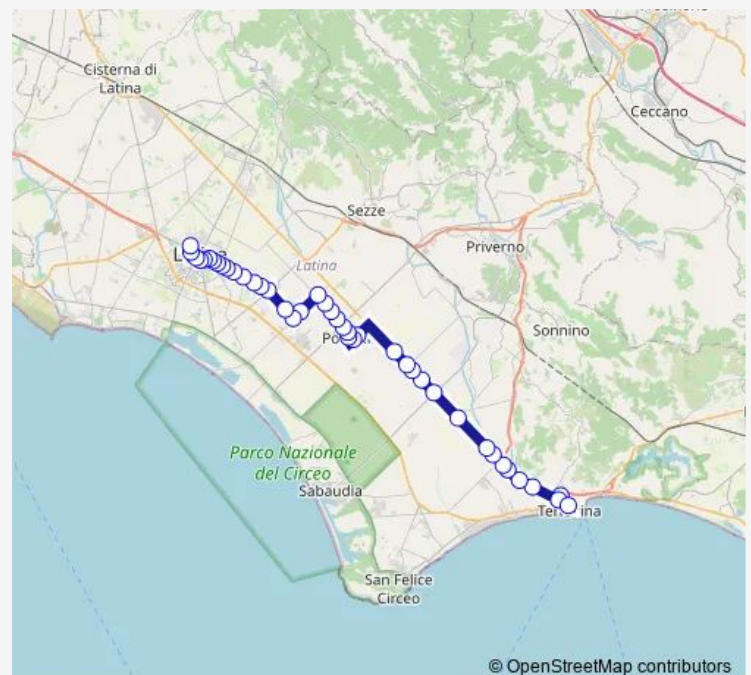 Cisterna di
Latina
Ceccano
Sezze
Priverno
Latina
Sonnino
Parco Nazionale
del Circeo
Sabaudia
San Felice
Circeo
© OpenStreetMap contributors